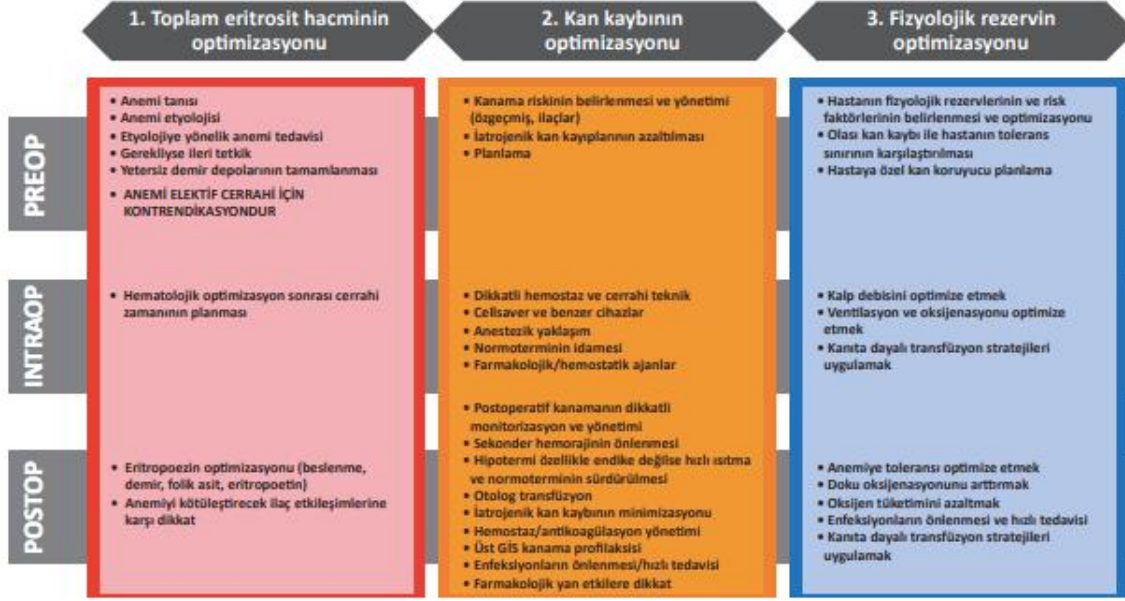 1. Toplam eritrosit hacminin
optimizasyonu
2. Kan kaybının
optimizasyonu
3. Fizyolojik rezervin
optimizasyonu
PREOP
• Anemi tanısı
• Anemi etyolojisi
• Etyolojiye yönelik anemi tedavisi
• Gerekliyse ileri tetkik
• Yetersiz demir depolarının tamamlanması
• ANEMİ ELEKTİF CERRAHİ İÇİN
KONTRENDİKASYONDUR
• Kanama riskinin belirlenmesi ve yönetimi
(özgeçmiş, ilaçlar)
• İatrojenik kan kayıplarının azaltılması
• Planlama
• Hastanın fizyolojik rezervlerinin ve risk
faktörlerinin belirlenmesi ve optimizasyonu
• Olası kan kaybı ile hastanın tolerans
sınırının karşılaştırılması
• Hastaya özel kan koruyucu planlama
INTRAOP
• Hematolojik optimizasyon sonrası cerrahi
zamanının planması
• Dikkatli hemostaz ve cerrahi teknik
• Cellsaver ve benzer cihazlar
• Anestezik yaklaşım
• Normoterminin idamesi
• Farmakolojik/hemostatik ajanlar
• Kalp debisini optimize etmek
• Ventilasyon ve oksijenasyonu optimize
etmek
• Kanıta dayalı transfüzyon stratejileri
uygulamak
POSTOP
• Eritropoezin optimizasyonu (beslenme,
demir, folik asit, eritropoetin)
• Anemiyi kötüleştirecek ilaç etkileşimlerine
karşı dikkat
• Postoperatif kanamanın dikkatli
monitorizasyon ve yönetimi
• Sekonder hemorajinin önlenmesi
• Hipotermi özellikle endike değilse hızlı ısıtma
ve normoterminin sürdürülmesi
• Otolog transfüzyon
• İatrojenik kan kaybının minimizasyonu
• Hemostaz/antikoagülasyon yönetimi
• Üst GİS kanama profilaksisi
• Enfeksiyonların önlenmesi/hızlı tedavisi
• Farmakolojik yan etkilere dikkat
• Anemiye toleransı optimize etmek
• Doku oksijenasyonunu arttırmak
• Oksijen tüketimini azaltmak
• Enfeksiyonların önlenmesi ve hızlı tedavisi
• Kanıta dayalı transfüzyon stratejileri
uygulamak